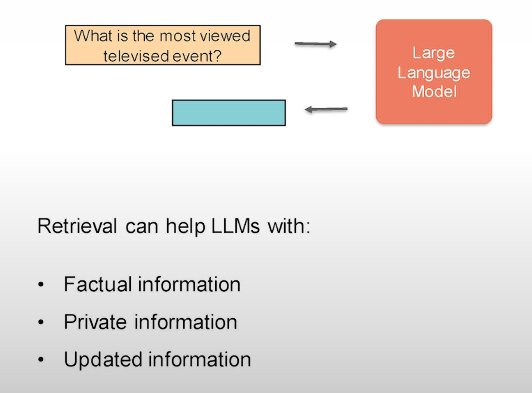 What is the most viewed
televised event?
Large
Language
Model
Retrieval can help LLMs with:
• Factual information
• Private information
• Updated information